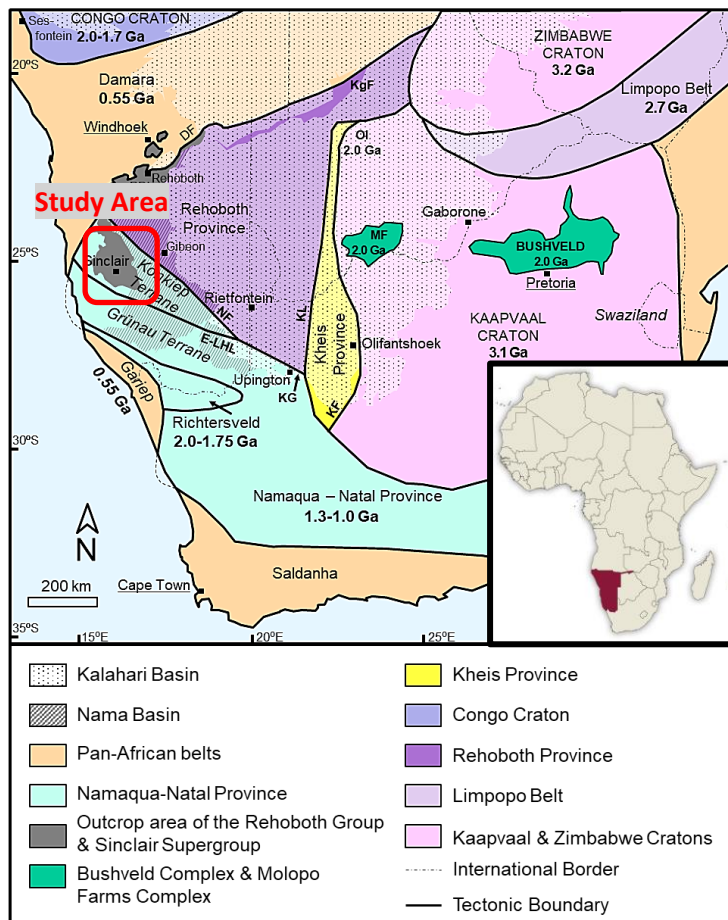 Ses-
fontein
CONGO CRATON
2.0-1.7 Ga
ZIMBABWE
CRATON
3.2 Ga
20°S
Damara
0.55 Ga
KgF
Limpopo Belt
2.7 Ga
Windhoek
DF
OI
2.0 Ga
Rehoboth
Study Area
Rehoboth
Province
Gaborone
MF
2.0 Ga
BUSHVELD
2.0 Ga
25°S
Gibeon
Sinclair
Konkiep
Terrane
Pretoria
Rietfontein
NF
KL
Kheis
Province
Swaziland
KAAPVAAL
CRATON
3.1 Ga
Grünau Terrane
E-LHL
Olifantshoek
Gariep
0.55 Ga
Upington
KG
KF
Richtersveld
2.0-1.75 Ga
30°S
Namaqua – Natal Province
1.3-1.0 Ga
N
200 km
Saldanha
Cape Town
35°S
15°E
20°E
25°E
Kalahari Basin
Nama Basin
Pan-African belts
Namaqua-Natal Province
Outcrop area of the Rehoboth Group
& Sinclair Supergroup
Bushveld Complex & Molopo
Farms Complex
Kheis Province
Congo Craton
Rehoboth Province
Limpopo Belt
Kaapvaal & Zimbabwe Cratons
International Border
Tectonic Boundary